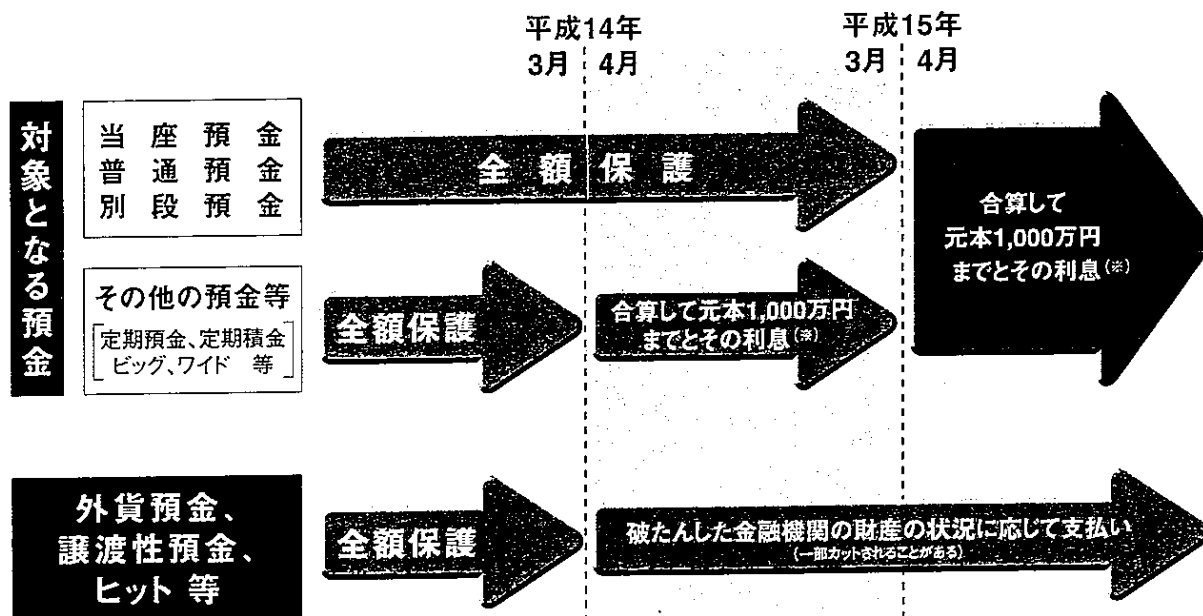 平成14年
3月 4月
平成15年
3月 4月
対象となる預金
当座預金
普通預金
別段預金
全額保護
合算して
元本1,000万円
までとその利息(※)
その他の預金等
定期預金、定期積金
ビッグ、ワイド 等
全額保護
合算して元本1,000万円
までとその利息(※)
外貨預金、
譲渡性預金、
ヒット 等
全額保護
破たんした金融機関の財産の状況に応じて支払い
(一部カットされることがある)